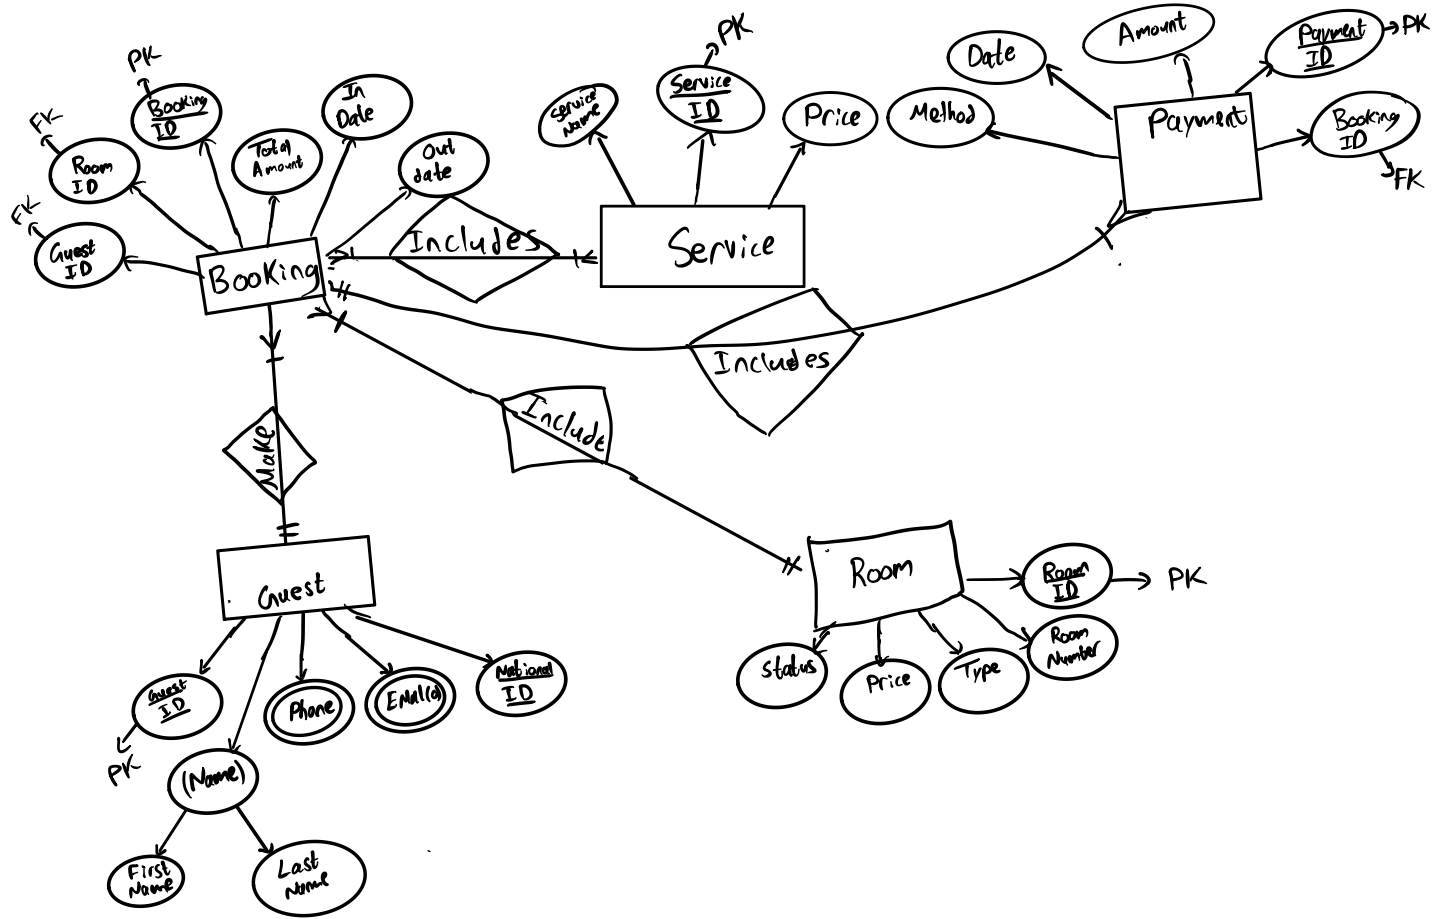 PK
Booking
ID
FK
Room
ID
FK
Guest
ID
Total
Amount
In
Date
Out
date
Booking
Includes
PK
Service
ID
Service
Name
Price
Service
Date
Amount
Payment
ID
PK
Method
Payment
Booking
ID
FK
Includes
Include
Make
Guest
Guest
ID
PK
Phone
Email(d)
National
ID
(Name)
First
Name
Last
Name
Room
Room
ID
PK
Status
Price
Type
Room
Number